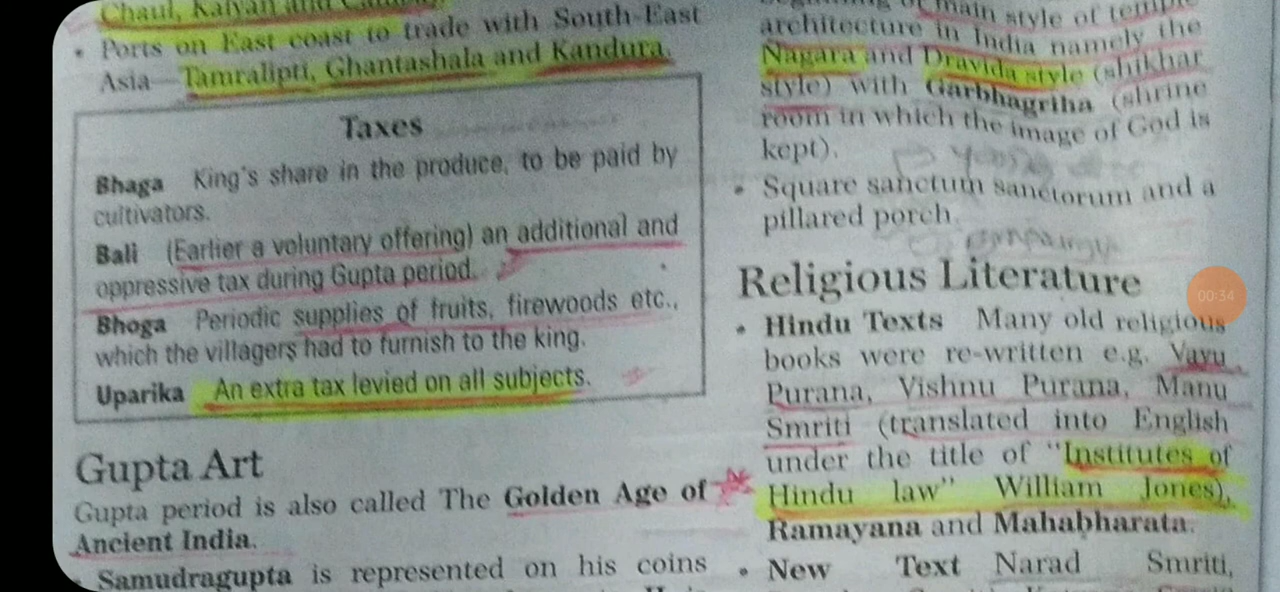 Chaul, Kalyan and
• Ports on East coast to trade with South-East
Asia—Tamralipti, Ghantashala and Kandura.
Taxes
Bhaga King's share in the produce, to be paid by
cultivators.
Bali (Earlier a voluntary offering) an additional and
oppressive tax during Gupta period.
Bhoga Periodic supplies of fruits, firewoods etc.,
which the villagers had to furnish to the king.
Uparika An extra tax levied on all subjects.
Gupta Art
Gupta period is also called The Golden Age of
Ancient India.
• Samudragupta is represented on his coins
main style of temple
architecture in India namely the
Nagara and Dravida style (shikhar
style) with Garbhagriha (shrine
room in which the image of God is
kept).
• Square sanctum sanctorum and a
pillared porch.
Religious Literature
• Hindu Texts Many old religious
books were re-written e.g. Vayu
Purana, Vishnu Purana, Manu
Smriti (translated into English
under the title of "Institutes of
Hindu law" William Jones),
Ramayana and Mahabharata.
• New Text Narad Smriti,
00:34